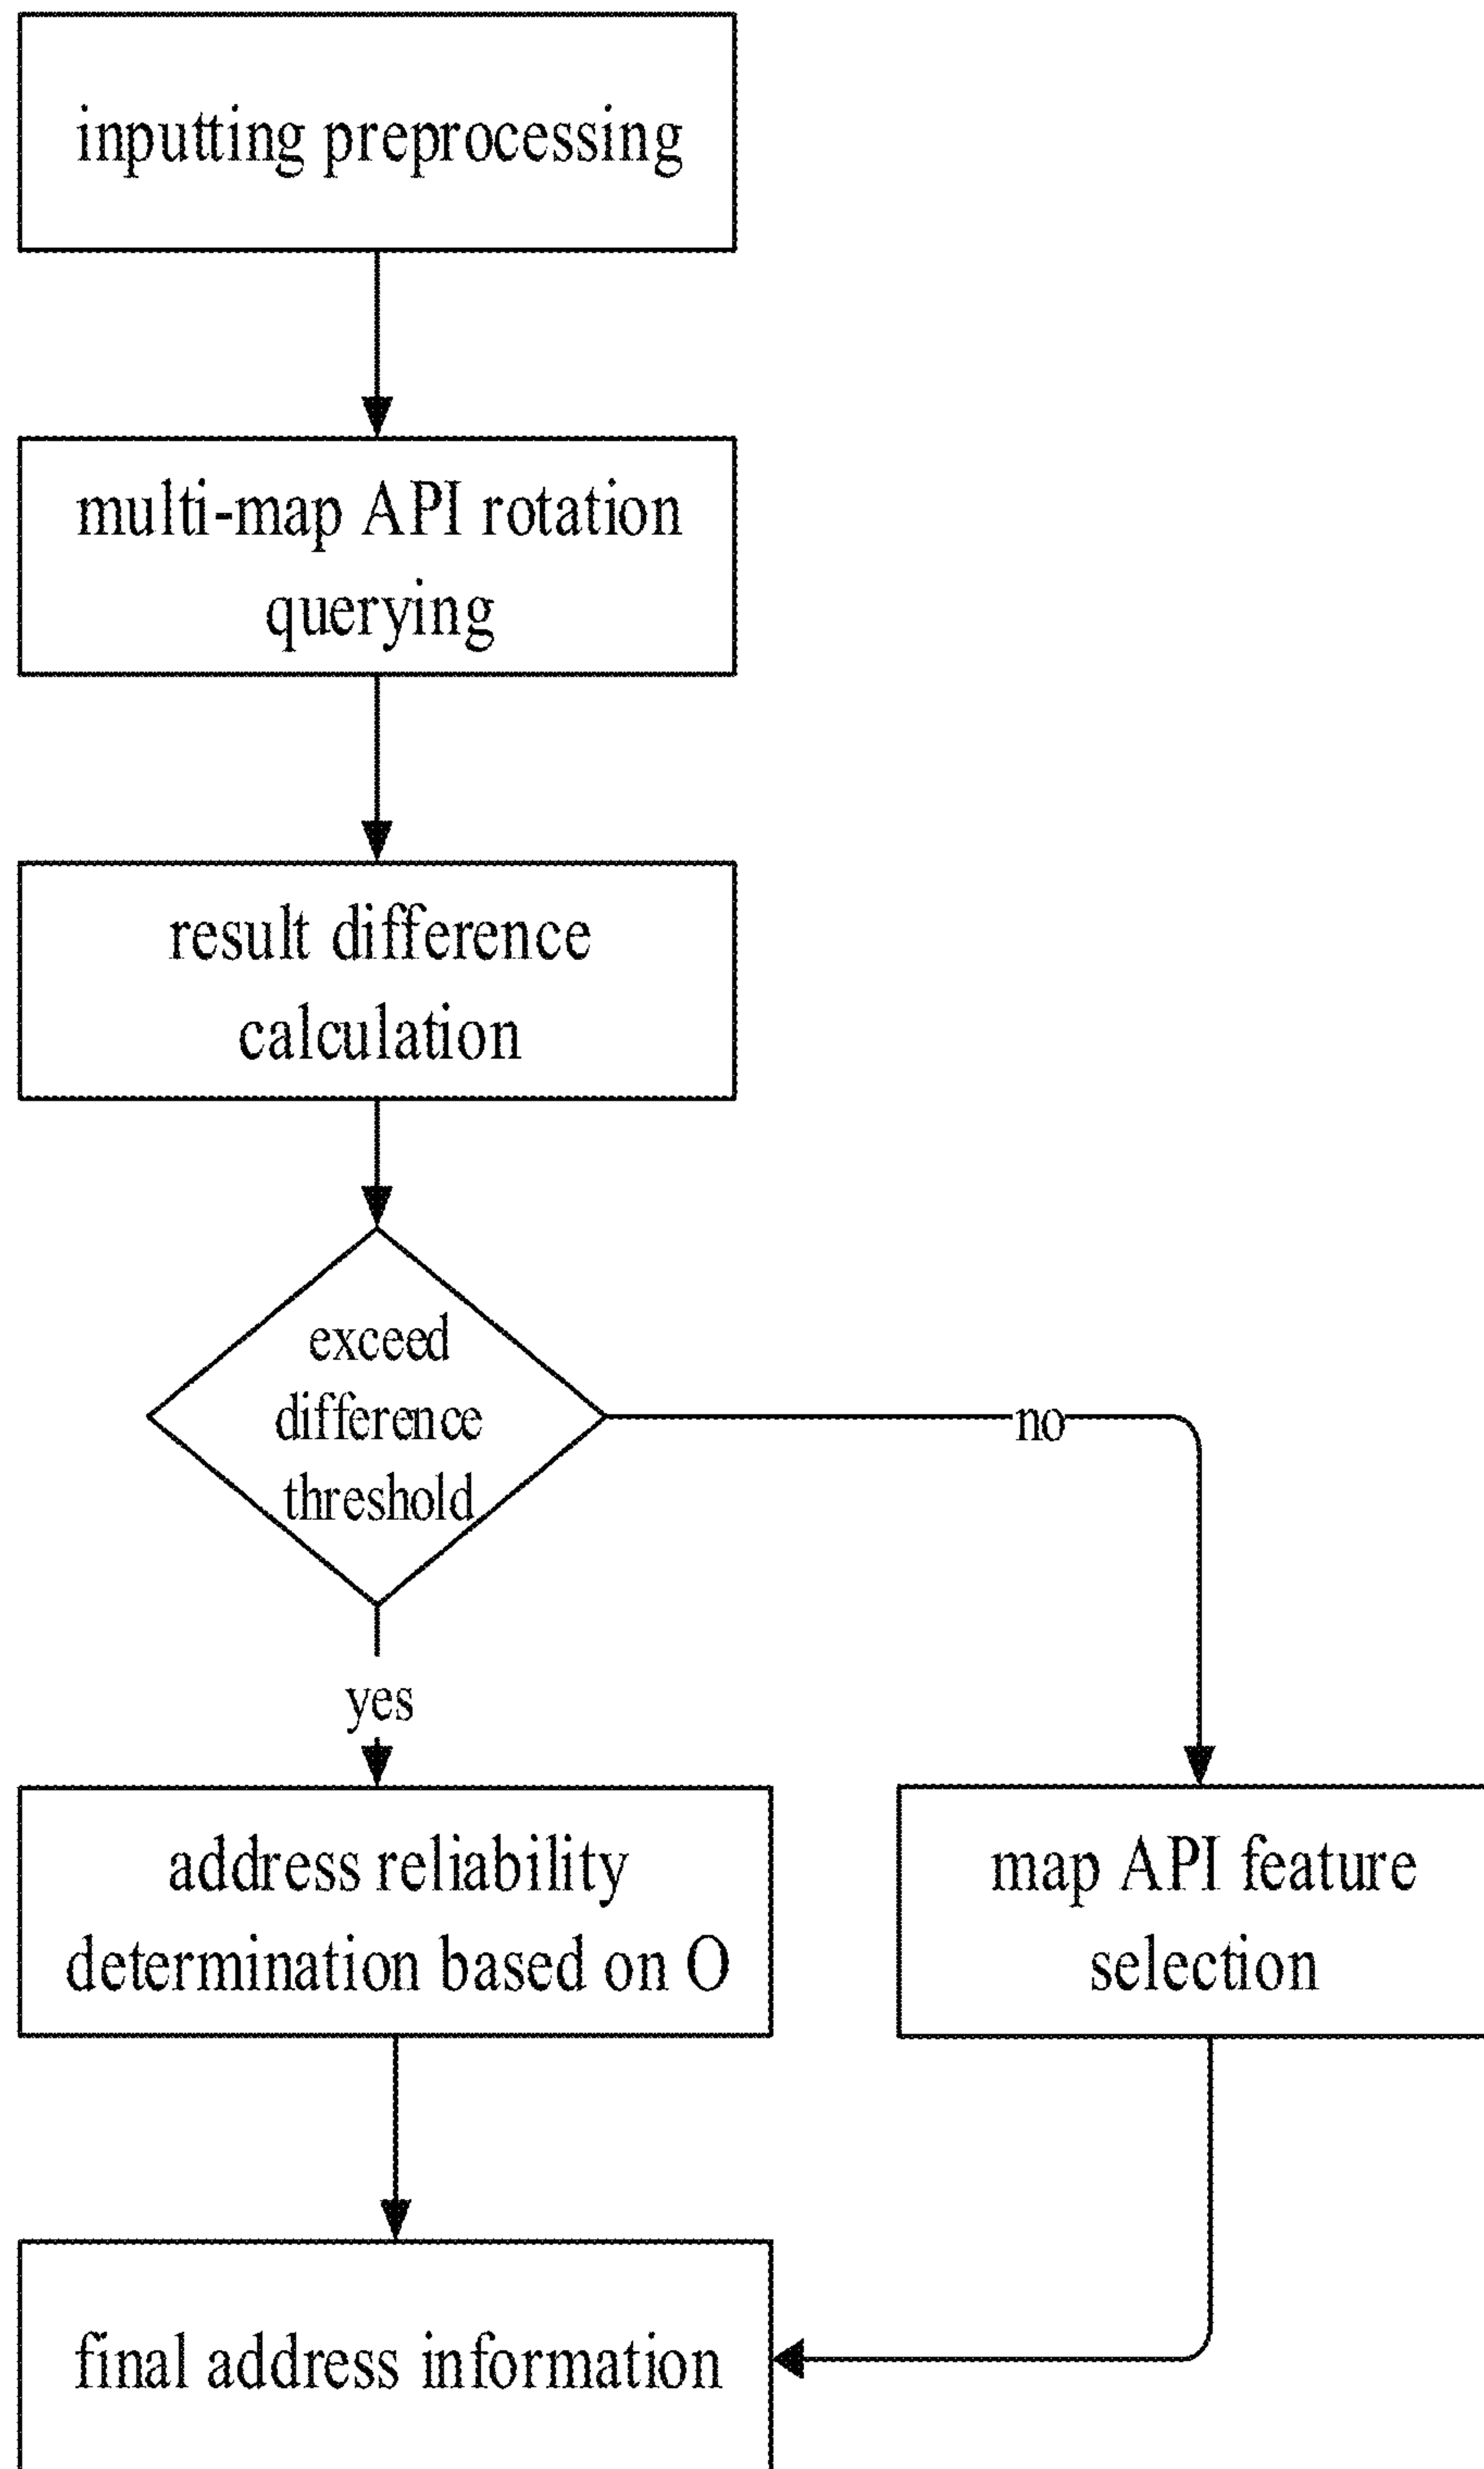 inputting preprocessing
multi-map API rotation
querying
result difference
calculation
exceed
difference
threshold
no
yes
address reliability
determination based on O
map API feature
selection
final address information